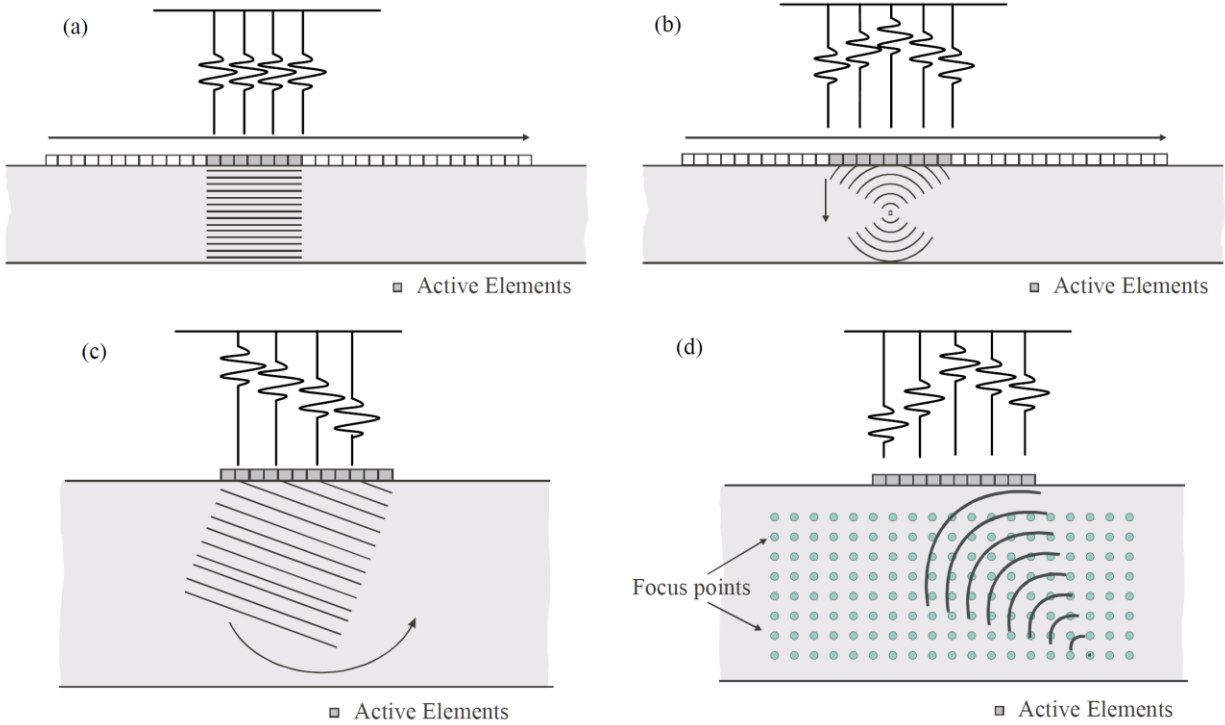 (a)
Active Elements
(b)
Active Elements
(c)
Active Elements
(d)
Focus points
Active Elements